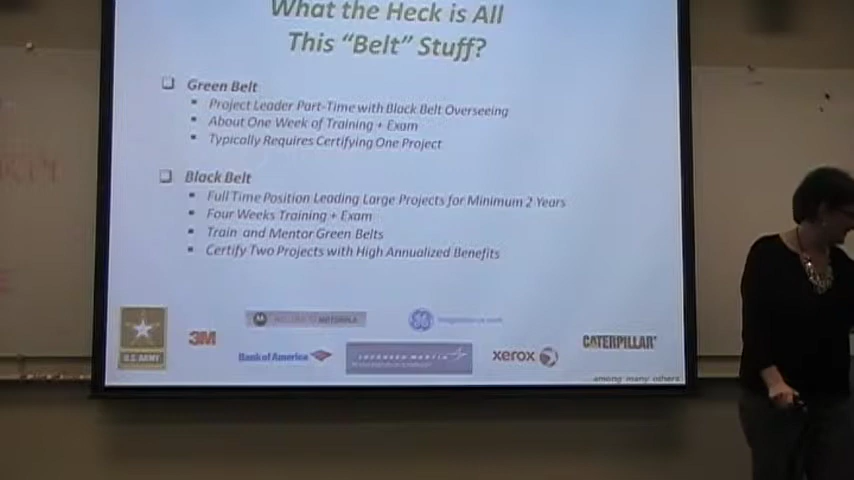 What the Heck is All
This "Belt" Stuff?
Green Belt
Project Leader Part-Time with Black Belt Overseeing
About One Week of Training + Exam
Typically Requires Certifying One Project
Black Belt
Full Time Position Leading Large Projects for Minimum 2 Years
Four Weeks Training + Exam
Train and Mentor Green Belts
Certify Two Projects with High Annualized Benefits
MOTOROLA
U.S. ARMY
3M
Bank of America
LOCKHEED MARTIN
xerox
CATERPILLAR
among many others